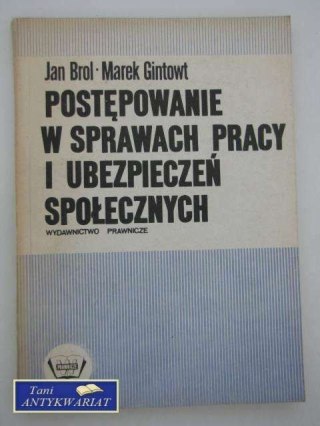 Jan Brol · Marek Gintowt
POSTĘPOWANIE
W SPRAWACH PRACY
I UBEZPIECZEŃ
SPOŁECZNYCH
WYDAWNICTWO PRAWNICZE
Tani
ANTYKWARIAT